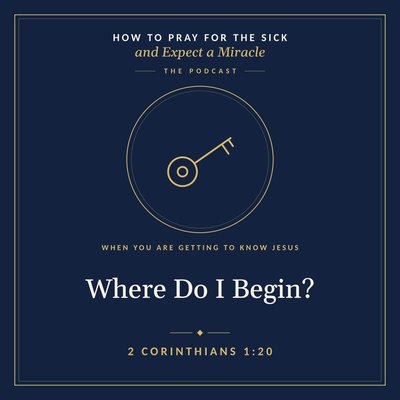 HOW TO PRAY FOR THE SICK
and Expect a Miracle
THE PODCAST
WHEN YOU ARE GETTING TO KNOW JESUS
Where Do I Begin?
2 CORINTHIANS 1:20